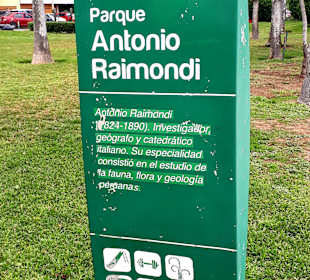 Parque
Antonio
Raimondi
Antonio Raimondi
(1824-1890). Investigador,
geógrafo y catedrático
italiano. Su especialidad
consistió en el estudio de
la fauna, flora y geología
peruanas.